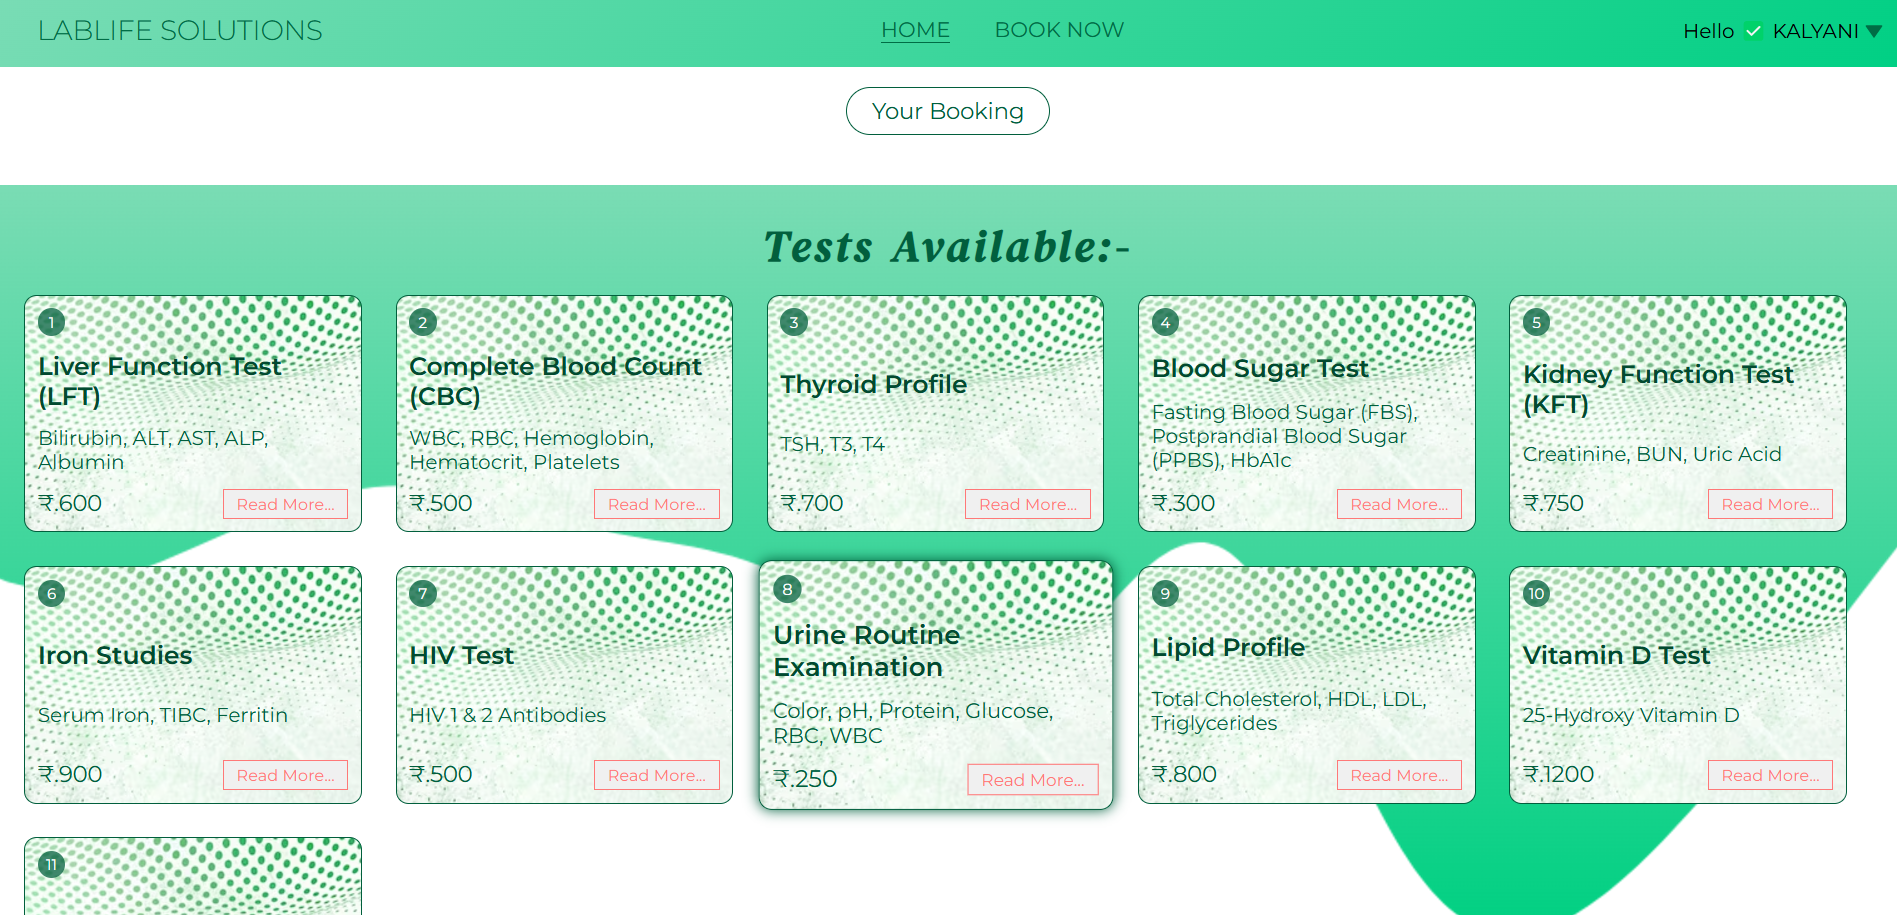 LABLIFE SOLUTIONS
HOME
BOOK NOW
Hello ✅ KALYANI ▼
Your Booking
Tests Available:-
1
Liver Function Test
(LFT)
Bilirubin, ALT, AST, ALP,
Albumin
₹.600
Read More...
2
Complete Blood Count
(CBC)
WBC, RBC, Hemoglobin,
Hematocrit, Platelets
₹.500
Read More...
3
Thyroid Profile
TSH, T3, T4
₹.700
Read More...
4
Blood Sugar Test
Fasting Blood Sugar (FBS),
Postprandial Blood Sugar
(PPBS), HbA1c
₹.300
Read More...
5
Kidney Function Test
(KFT)
Creatinine, BUN, Uric Acid
₹.750
Read More...
6
Iron Studies
Serum Iron, TIBC, Ferritin
₹.900
Read More...
7
HIV Test
HIV 1 & 2 Antibodies
₹.500
Read More...
8
Urine Routine
Examination
Color, pH, Protein, Glucose,
RBC, WBC
₹.250
Read More...
9
Lipid Profile
Total Cholesterol, HDL, LDL,
Triglycerides
₹.800
Read More...
10
Vitamin D Test
25-Hydroxy Vitamin D
₹.1200
Read More...
11